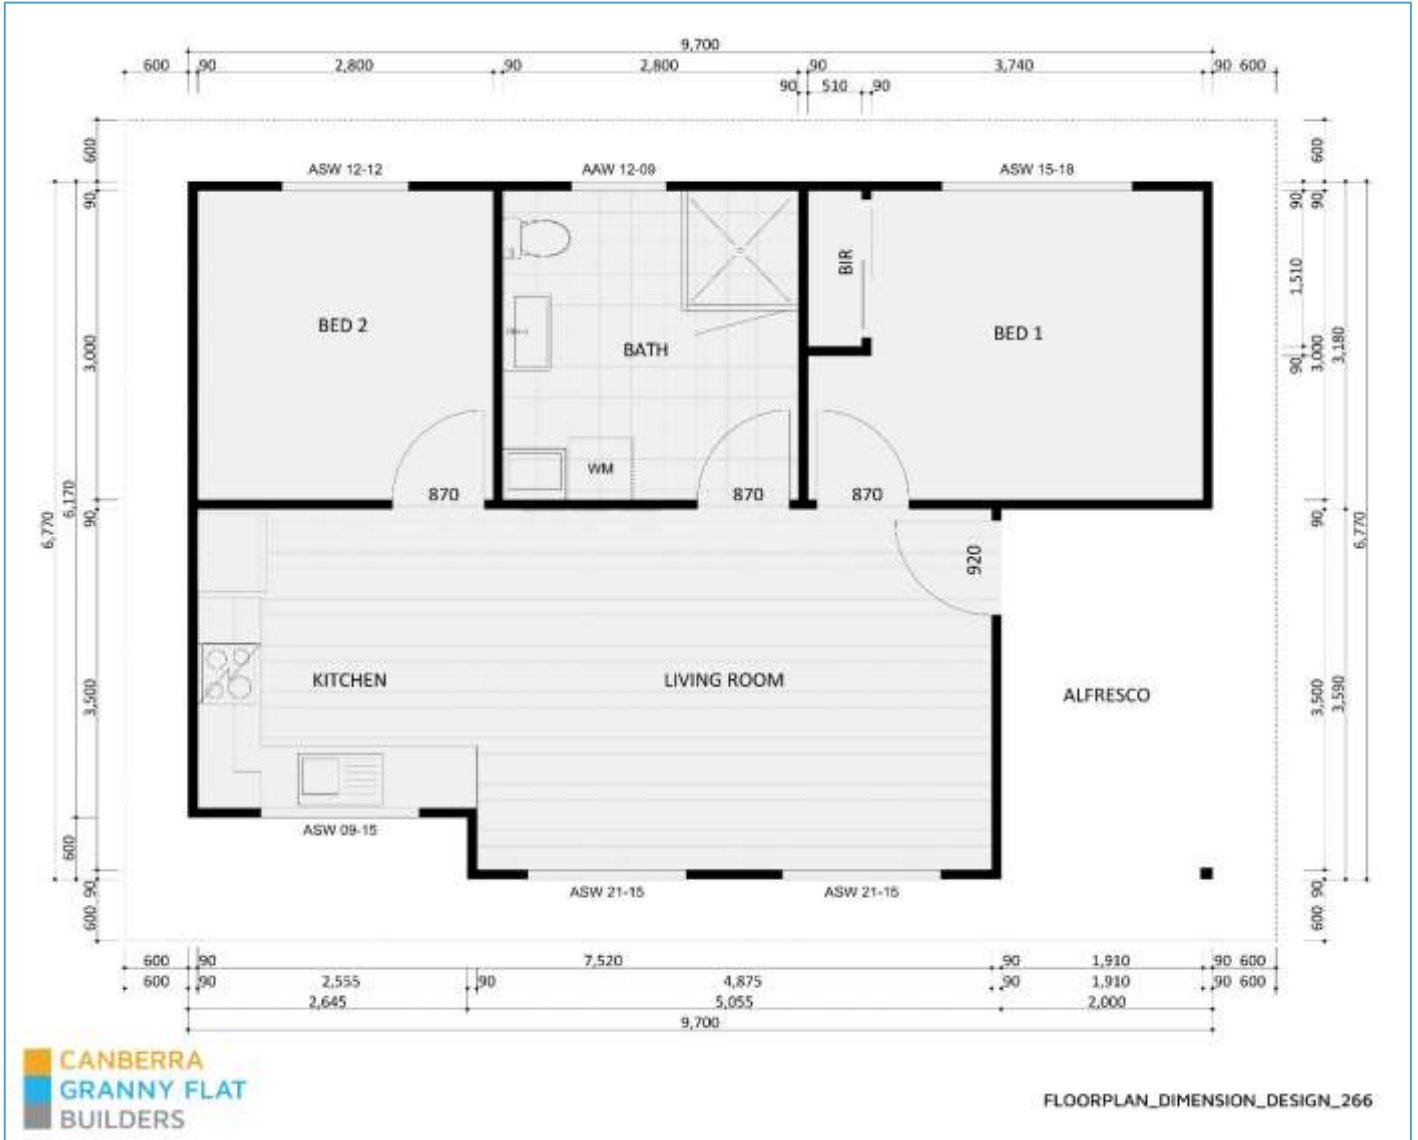 9,700
600 90 2,800 90 2,800 90 3,740 90 600
90 510 90
600
600
ASW 12-12
AAW 12-09
ASW 15-18
90
90
90
BIR
1,510
BED 2
BED 1
BATH
3,000
3,000
3,180
90
WM
870
870
870
6,170
6,770
90
90
6,770
920
KITCHEN
LIVING ROOM
ALFRESCO
3,500
3,500
3,590
ASW 09-15
600
ASW 21-15
ASW 21-15
90
90
600
600
600 90 7,520 90 1,910 90 600
600 90 2,555 90 4,875 90 1,910 90 600
2,645 5,055 2,000
9,700
CANBERRA
GRANNY FLAT
BUILDERS
FLOORPLAN_DIMENSION_DESIGN_266